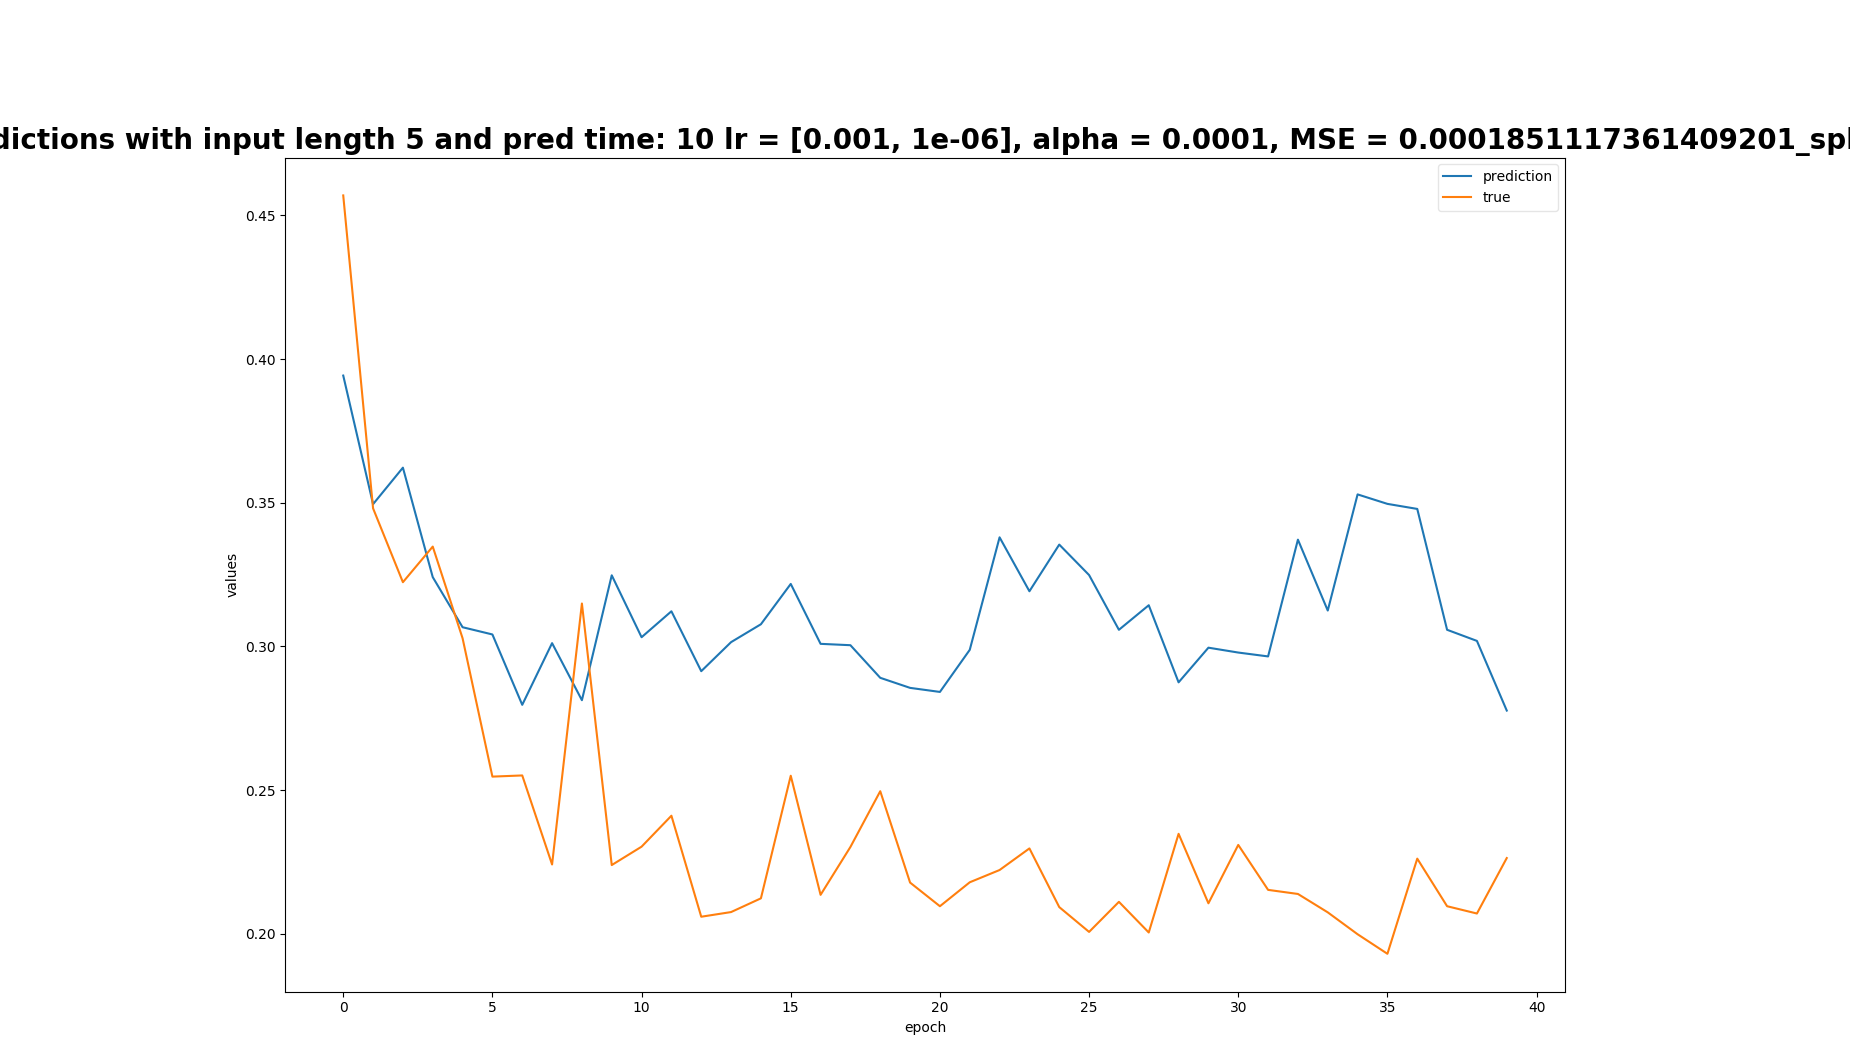 dictions with input length 5 and pred time: 10 lr = [0.001, 1e-06], alpha = 0.0001, MSE = 0.0001851117361409201_spl
prediction
true
0.45
0.40
0.35
0.30
0.25
0.20
values
0 5 10 15 20 25 30 35 40
epoch